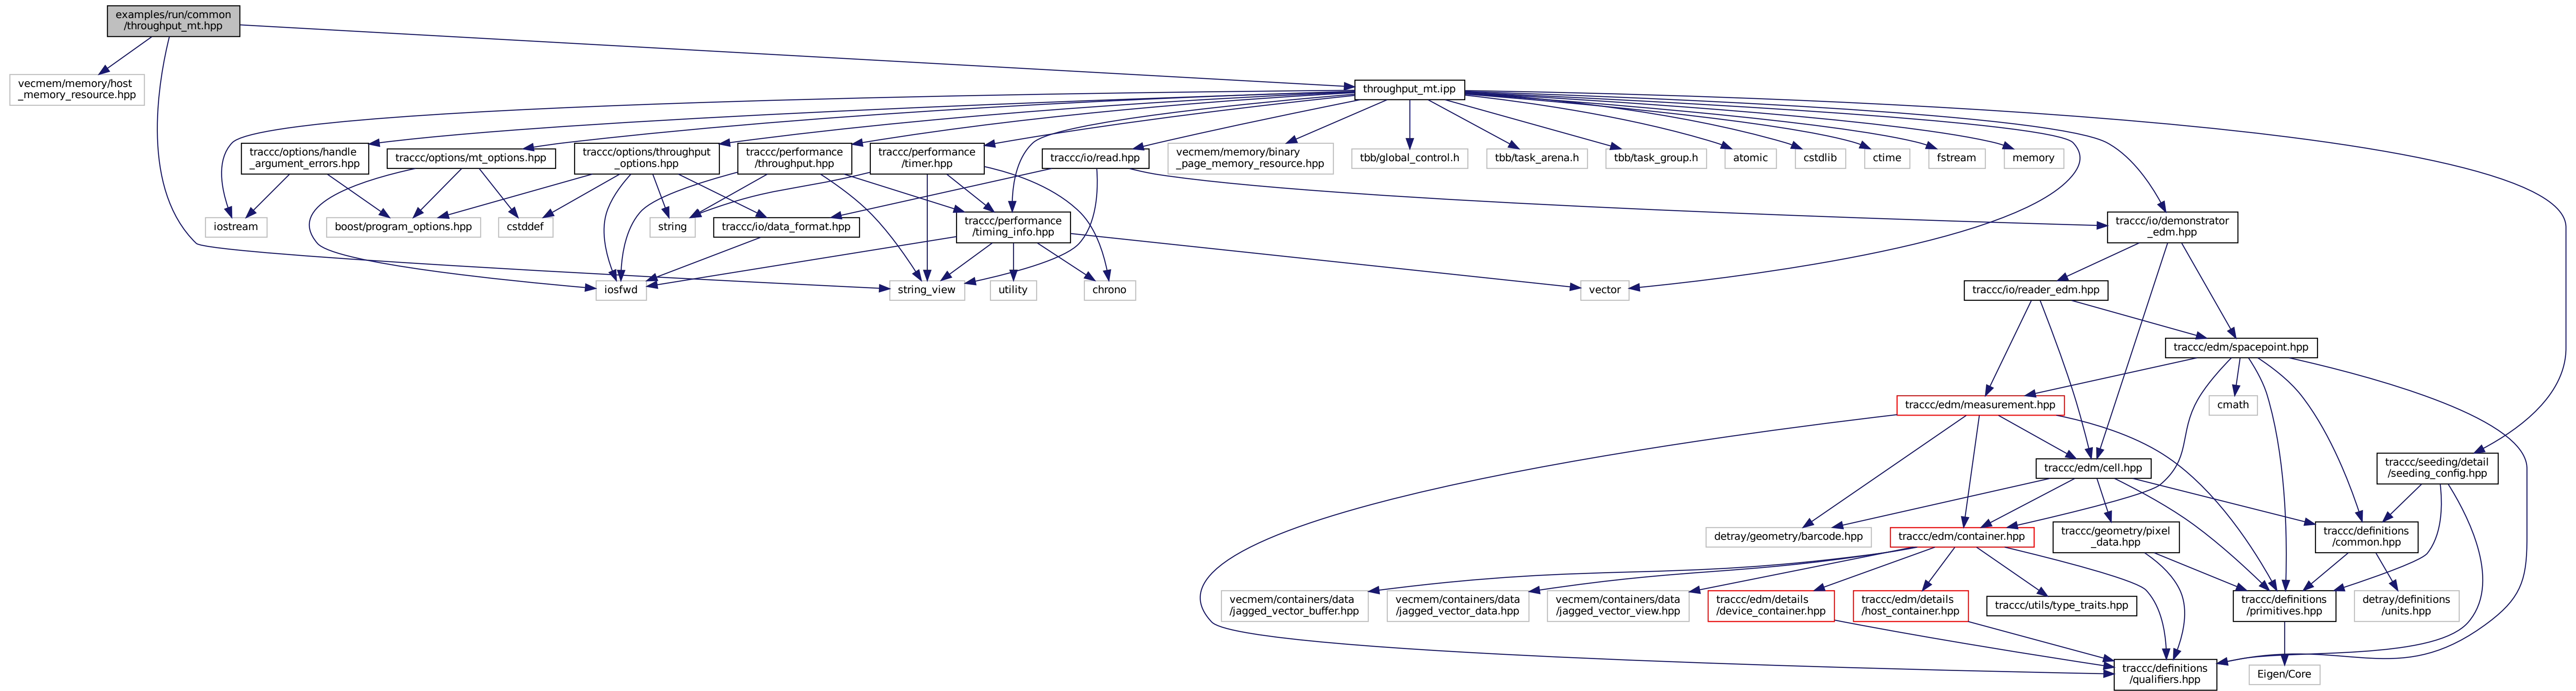 examples/run/common
/throughput_mt.hpp
vecmem/memory/host
_memory_resource.hpp
throughput_mt.ipp
traccc/options/handle
_argument_errors.hpp
traccc/options/mt_options.hpp
traccc/options/throughput
_options.hpp
traccc/performance
/throughput.hpp
traccc/performance
/timer.hpp
traccc/io/read.hpp
vecmem/memory/binary
_page_memory_resource.hpp
tbb/global_control.h
tbb/task_arena.h
tbb/task_group.h
atomic
cstdlib
ctime
fstream
memory
iostream
boost/program_options.hpp
cstddef
string
traccc/io/data_format.hpp
traccc/performance
/timing_info.hpp
traccc/io/demonstrator
_edm.hpp
iosfwd
string_view
utility
chrono
vector
traccc/io/reader_edm.hpp
traccc/edm/spacepoint.hpp
traccc/edm/measurement.hpp
cmath
traccc/edm/cell.hpp
traccc/seeding/detail
/seeding_config.hpp
detray/geometry/barcode.hpp
traccc/edm/container.hpp
traccc/geometry/pixel
_data.hpp
traccc/definitions
/common.hpp
vecmem/containers/data
/jagged_vector_buffer.hpp
vecmem/containers/data
/jagged_vector_data.hpp
vecmem/containers/data
/jagged_vector_view.hpp
traccc/edm/details
/device_container.hpp
traccc/edm/details
/host_container.hpp
traccc/utils/type_traits.hpp
traccc/definitions
/primitives.hpp
detray/definitions
/units.hpp
traccc/definitions
/qualifiers.hpp
Eigen/Core